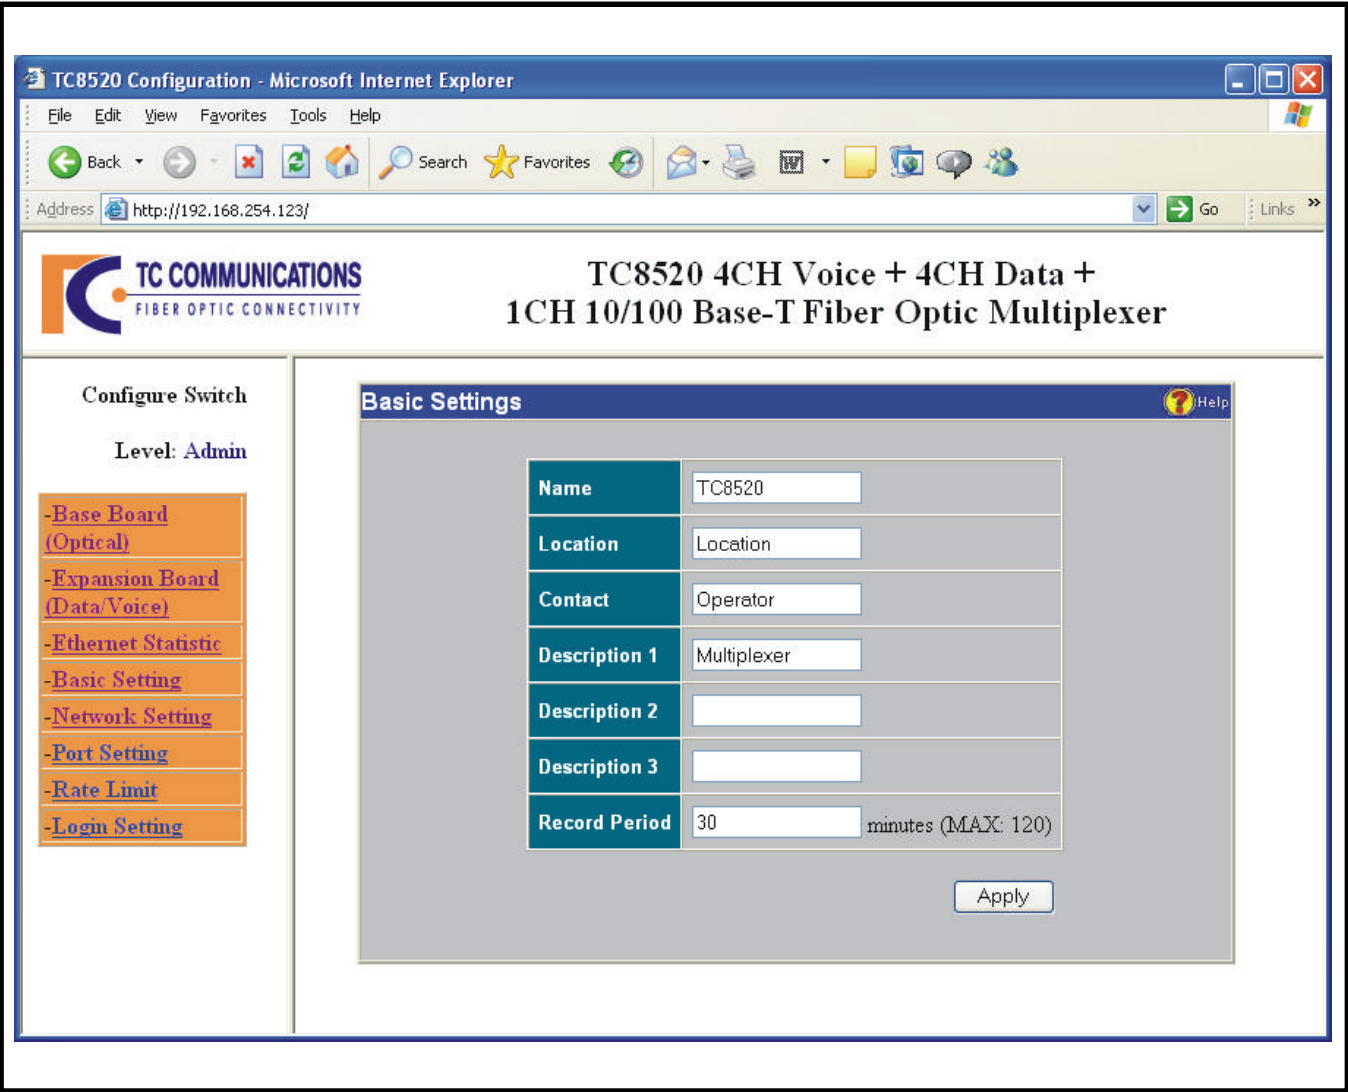 TC8520 Configuration - Microsoft Internet Explorer
File Edit View Favorites Tools Help
Back Search Favorites
Address http://192.168.254.123/ Go Links »
TC COMMUNICATIONS
FIBER OPTIC CONNECTIVITY
TC8520 4CH Voice + 4CH Data +
1CH 10/100 Base-T Fiber Optic Multiplexer
Configure Switch
Level: Admin
-Base Board
(Optical)
-Expansion Board
(Data/Voice)
-Ethernet Statistic
-Basic Setting
-Network Setting
-Port Setting
-Rate Limit
-Login Setting
Basic Settings ? Help
Name TC8520
Location Location
Contact Operator
Description 1 Multiplexer
Description 2
Description 3
Record Period 30 minutes (MAX: 120)
Apply